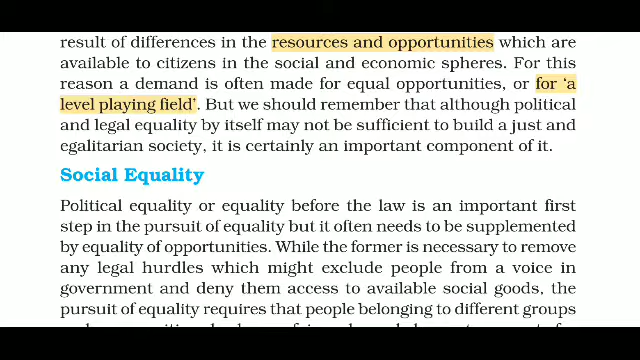 result of differences in the resources and opportunities which are
available to citizens in the social and economic spheres. For this
reason a demand is often made for equal opportunities, or for ‘a
level playing field’. But we should remember that although political
and legal equality by itself may not be sufficient to build a just and
egalitarian society, it is certainly an important component of it.
Social Equality
Political equality or equality before the law is an important first
step in the pursuit of equality but it often needs to be supplemented
by equality of opportunities. While the former is necessary to remove
any legal hurdles which might exclude people from a voice in
government and deny them access to available social goods, the
pursuit of equality requires that people belonging to different groups